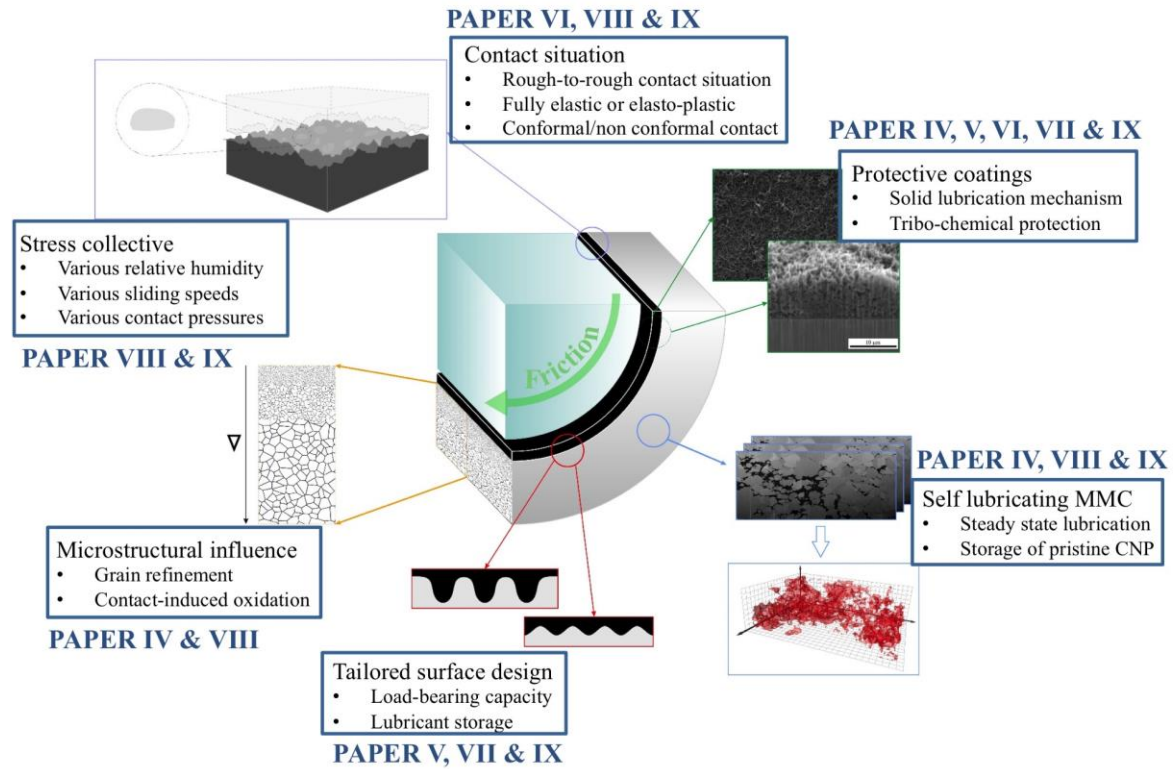 PAPER VI, VIII & IX
Contact situation
• Rough-to-rough contact situation
• Fully elastic or elasto-plastic
• Conformal/non conformal contact
PAPER IV, V, VI, VII & IX
Protective coatings
• Solid lubrication mechanism
• Tribo-chemical protection
Stress collective
• Various relative humidity
• Various sliding speeds
• Various contact pressures
PAPER VIII & IX
Friction
10 µm
∇
PAPER IV, VIII & IX
Self lubricating MMC
• Steady state lubrication
• Storage of pristine CNP
Microstructural influence
• Grain refinement
• Contact-induced oxidation
PAPER IV & VIII
Tailored surface design
• Load-bearing capacity
• Lubricant storage
PAPER V, VII & IX